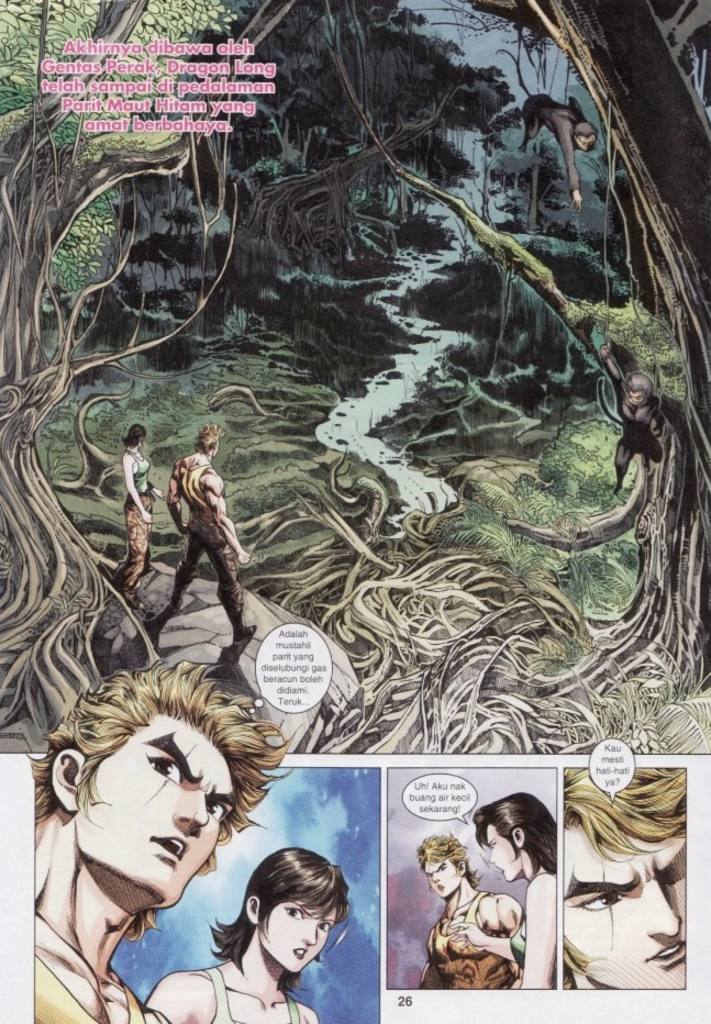 Akhirnya dibawa oleh
Gentas Perak, Dragon Long
telah sampai di pedalaman
Parit Maut Hitam yang
amat berbahaya.
Adalah
mustahil
parit yang
diselubungi gas
beracun boleh
didiami.
Teruk...
Uh! Aku nak
buang air kecil
sekarang!
Kau
mesti
hati-hati
ya?
26